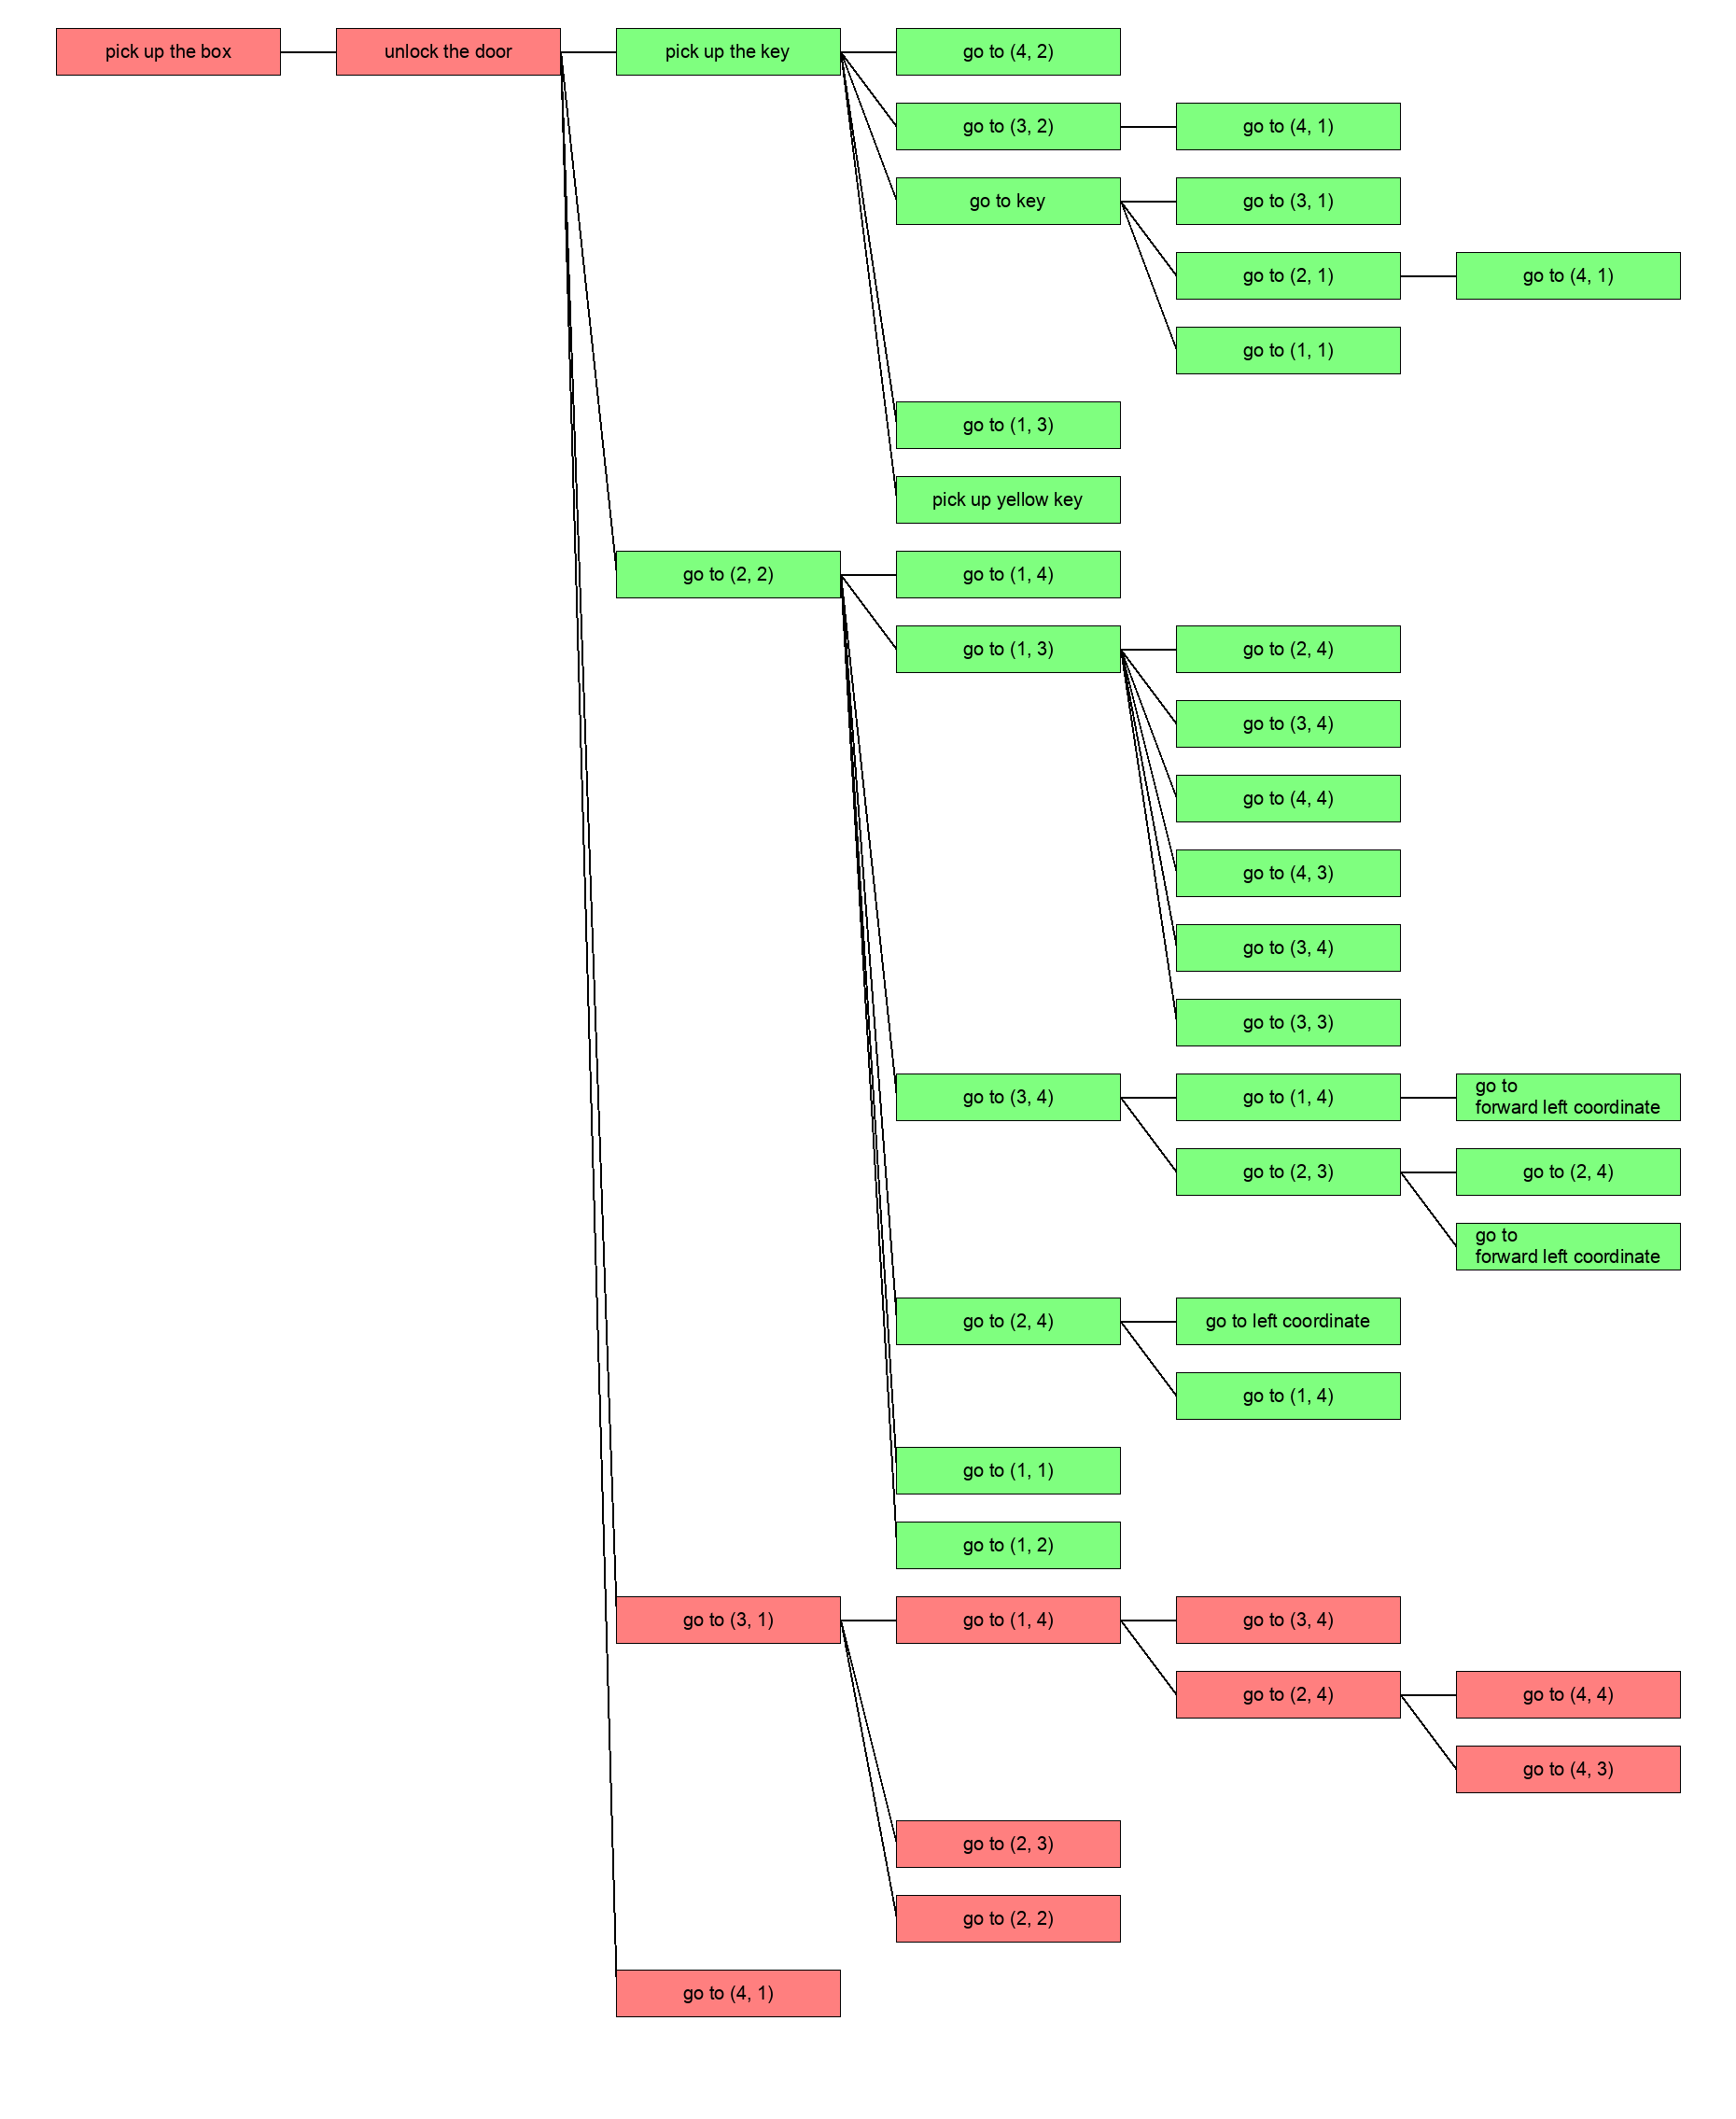 pick up the box
unlock the door
pick up the key
go to (4, 2)
go to (3, 2)
go to (4, 1)
go to key
go to (3, 1)
go to (2, 1)
go to (4, 1)
go to (1, 1)
go to (1, 3)
pick up yellow key
go to (2, 2)
go to (1, 4)
go to (1, 3)
go to (2, 4)
go to (3, 4)
go to (4, 4)
go to (4, 3)
go to (3, 4)
go to (3, 3)
go to (3, 4)
go to (1, 4)
go to
forward left coordinate
go to (2, 3)
go to (2, 4)
go to
forward left coordinate
go to (2, 4)
go to left coordinate
go to (1, 4)
go to (1, 1)
go to (1, 2)
go to (3, 1)
go to (1, 4)
go to (3, 4)
go to (2, 4)
go to (4, 4)
go to (4, 3)
go to (2, 3)
go to (2, 2)
go to (4, 1)